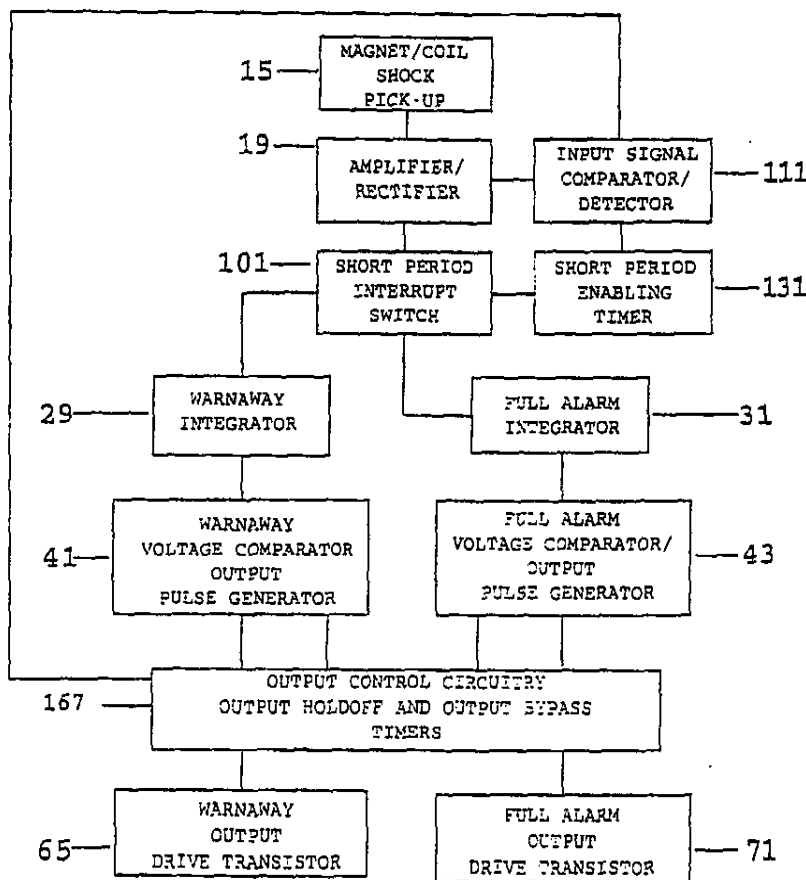 15
MAGNET/COIL
SHOCK
PICK-UP
19
AMPLIFIER/
RECTIFIER
INPUT SIGNAL
COMPARATOR/
DETECTOR
111
101
SHORT PERIOD
INTERRUPT
SWITCH
SHORT PERIOD
ENABLING
TIMER
131
29
WARNAWAY
INTEGRATOR
FULL ALARM
INTEGRATOR
31
41
WARNAWAY
VOLTAGE COMPARATOR
OUTPUT
PULSE GENERATOR
FULL ALARM
VOLTAGE COMPARATOR/
OUTPUT
PULSE GENERATOR
43
167
OUTPUT CONTROL CIRCUITRY
OUTPUT HOLDOFF AND OUTPUT BYPASS
TIMERS
65
WARNAWAY
OUTPUT
DRIVE TRANSISTOR
FULL ALARM
OUTPUT
DRIVE TRANSISTOR
71